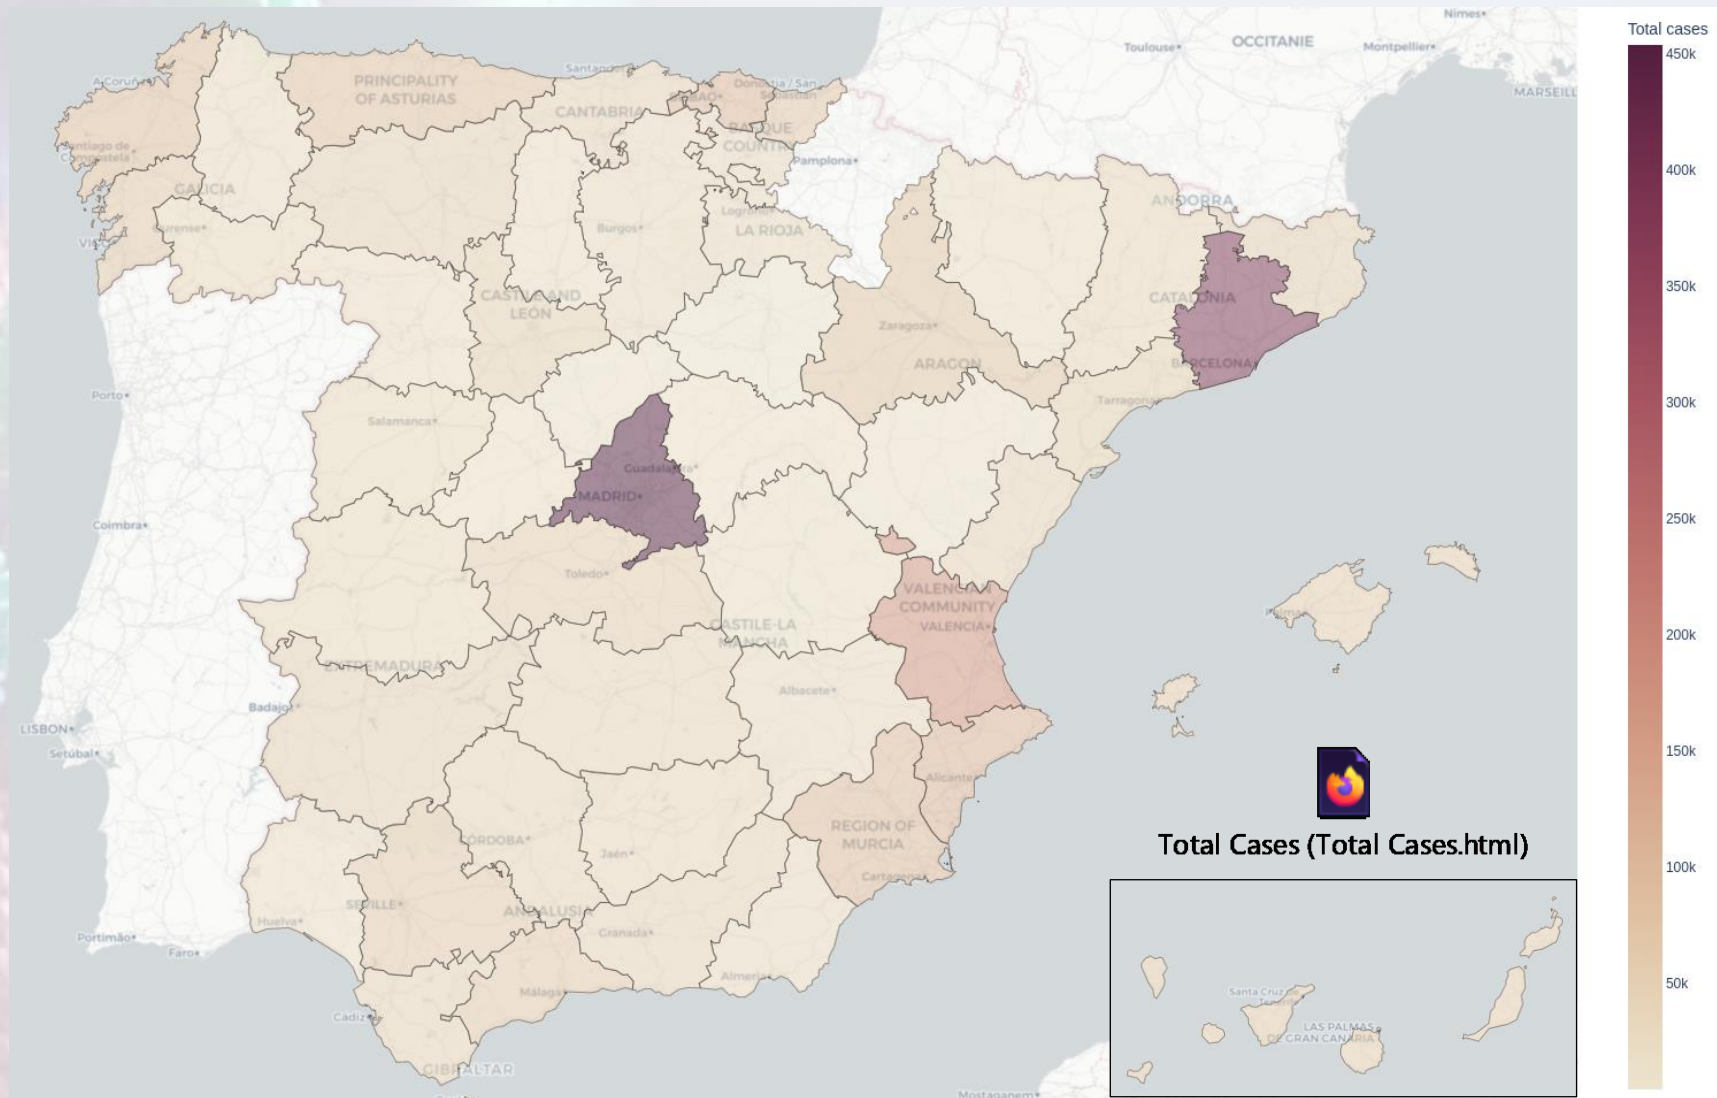 Nimes
OCCITANIE
Toulouse
Montpellier
MARSEILL
Total cases
450k
400k
350k
300k
250k
200k
150k
100k
50k
A Coruña
PRINCIPALITY
OF ASTURIAS
Santander
CANTABRIA
BILBAO
Donostia / San
Sebastián
BASQUE
COUNTRY
Pamplona
Santiago de
Compostela
GALICIA
Ourense
VIGO
Burgos
Logroño
LA RIOJA
ANDORRA
CASTILE AND
LEÓN
CATALONIA
Zaragoza
ARAGON
BARCELONA
Tarragona
Porto
Salamanca
Guadalajara
MADRID
Coimbra
Toledo
VALENCIAN
COMMUNITY
VALENCIA
Palma
CASTILE-LA
MANCHA
EXTREMADURA
Albacete
Badajoz
LISBON
Setúbal
Alicante
REGION OF
MURCIA
Cartagena
CÓRDOBA
Jaén
SEVILLE
ANDALUSIA
Huelva
Granada
Portimão
Faro
Almería
Málaga
Cádiz
GIBRALTAR
Mostaganem
Total Cases (Total Cases.html)
Santa Cruz de
Tenerife
LAS PALMAS
DE GRAN CANARIA